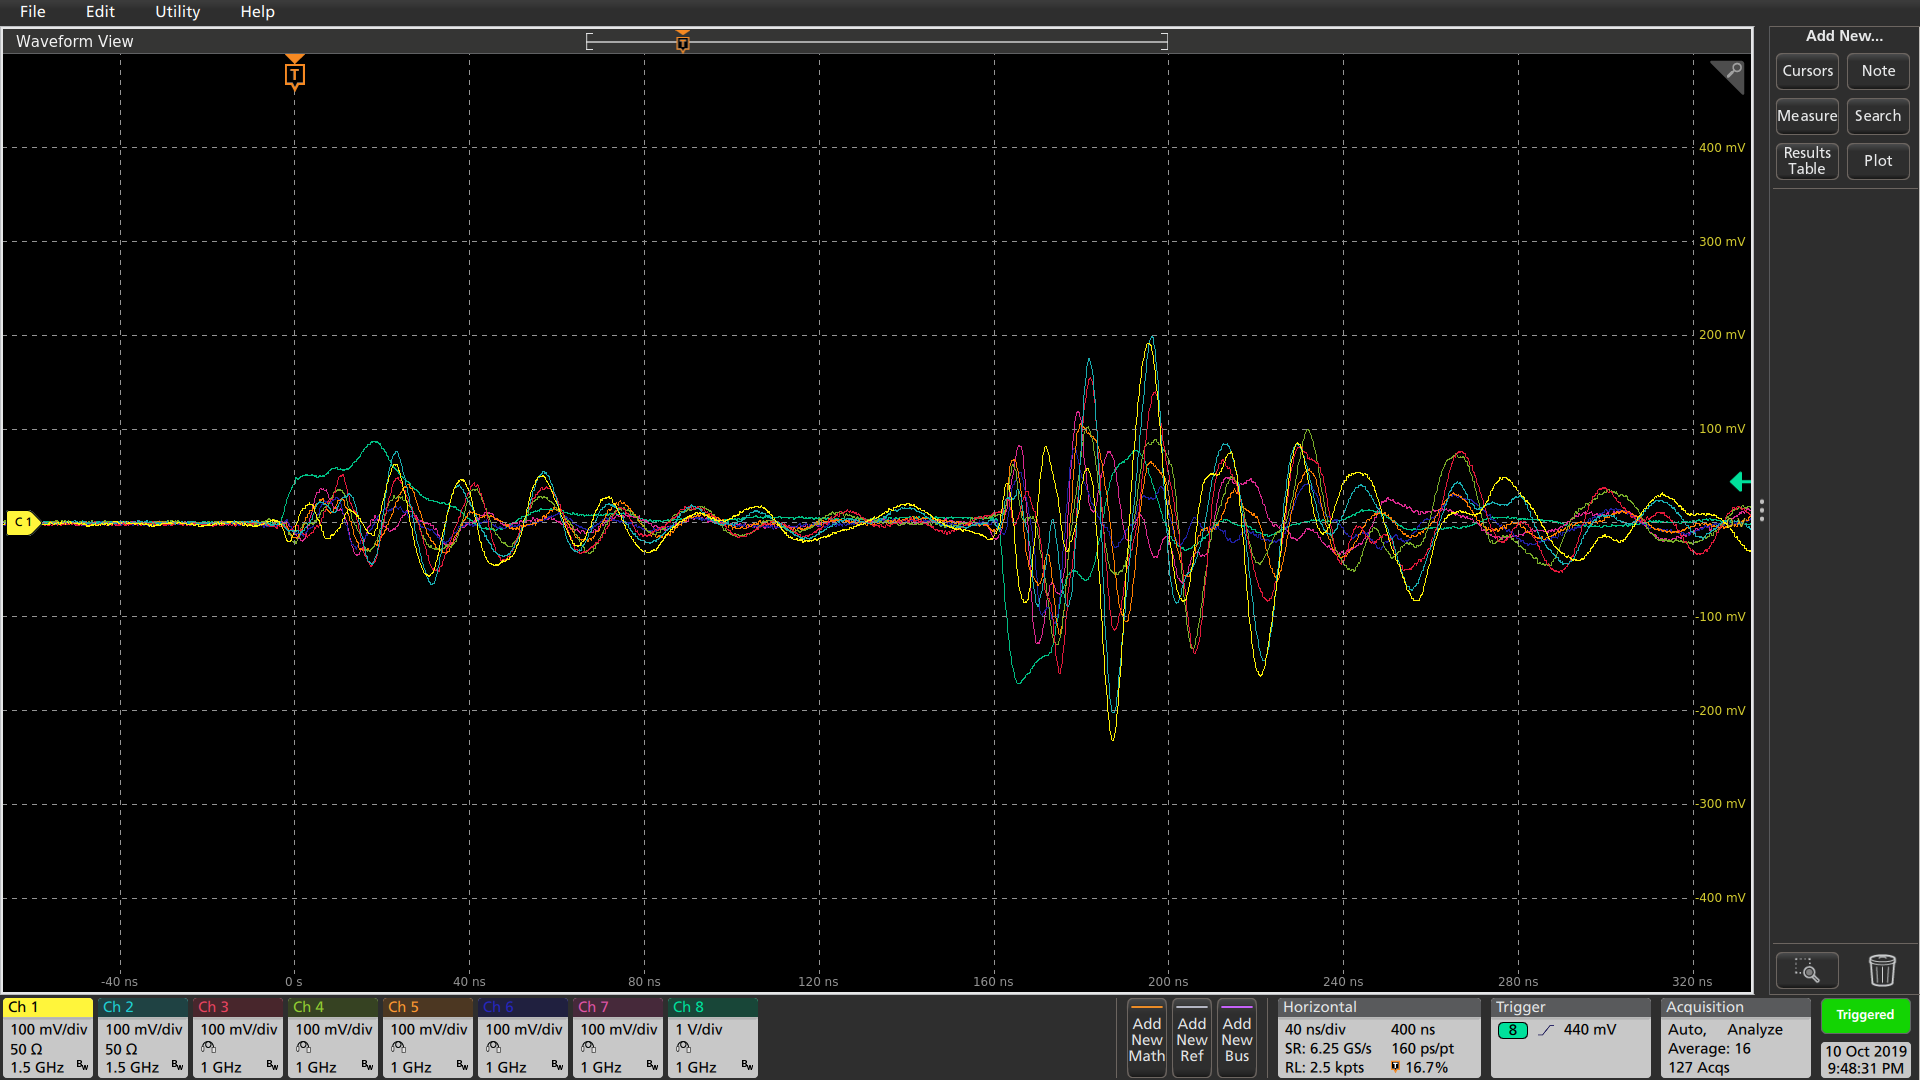 File Edit Utility Help
Waveform View
T
T
Add New...
Cursors Note
Measure Search
Results Table Plot
400 mV
300 mV
200 mV
100 mV
C 1
-100 mV
-200 mV
-300 mV
-400 mV
-40 ns 0 s 40 ns 80 ns 120 ns 160 ns 200 ns 240 ns 280 ns 320 ns
Ch 1
100 mV/div
50 Ω
1.5 GHz Bw
Ch 2
100 mV/div
50 Ω
1.5 GHz Bw
Ch 3
100 mV/div
1 GHz Bw
Ch 4
100 mV/div
1 GHz Bw
Ch 5
100 mV/div
1 GHz Bw
Ch 6
100 mV/div
1 GHz Bw
Ch 7
100 mV/div
1 GHz Bw
Ch 8
1 V/div
1 GHz Bw
Add
New
Math
Add
New
Ref
Add
New
Bus
Horizontal
40 ns/div 400 ns
SR: 6.25 GS/s 160 ps/pt
RL: 2.5 kpts T 16.7%
Trigger
8 440 mV
Acquisition
Auto, Analyze
Average: 16
127 Acqs
Triggered
10 Oct 2019
9:48:31 PM